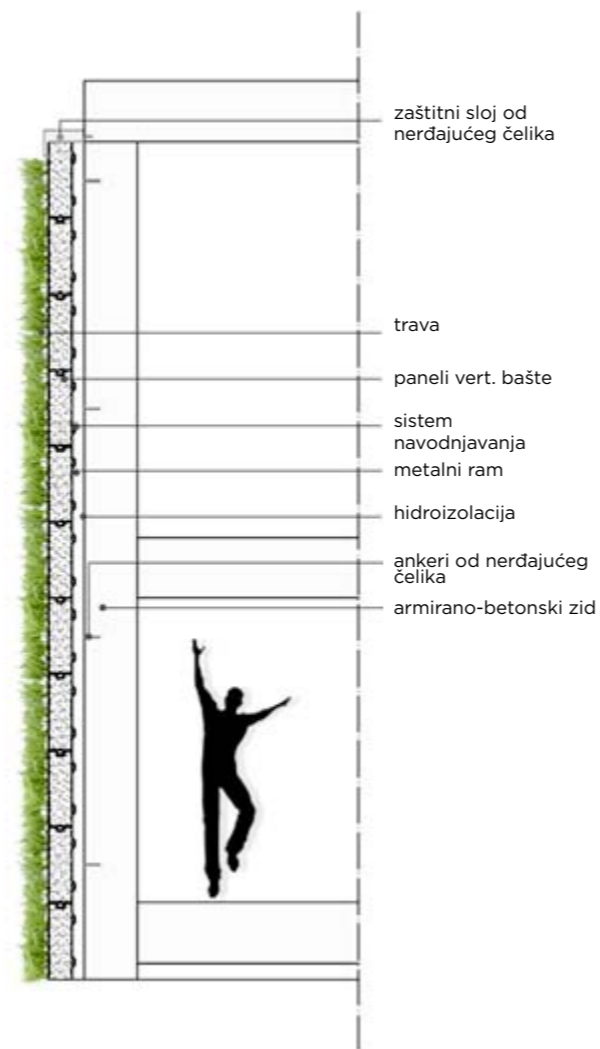 zaštitni sloj od
nerđajućeg čelika
trava
paneli vert. bašte
sistem
navodnjavanja
metalni ram
hidroizolacija
ankeri od nerđajućeg
čelika
armirano-betonski zid